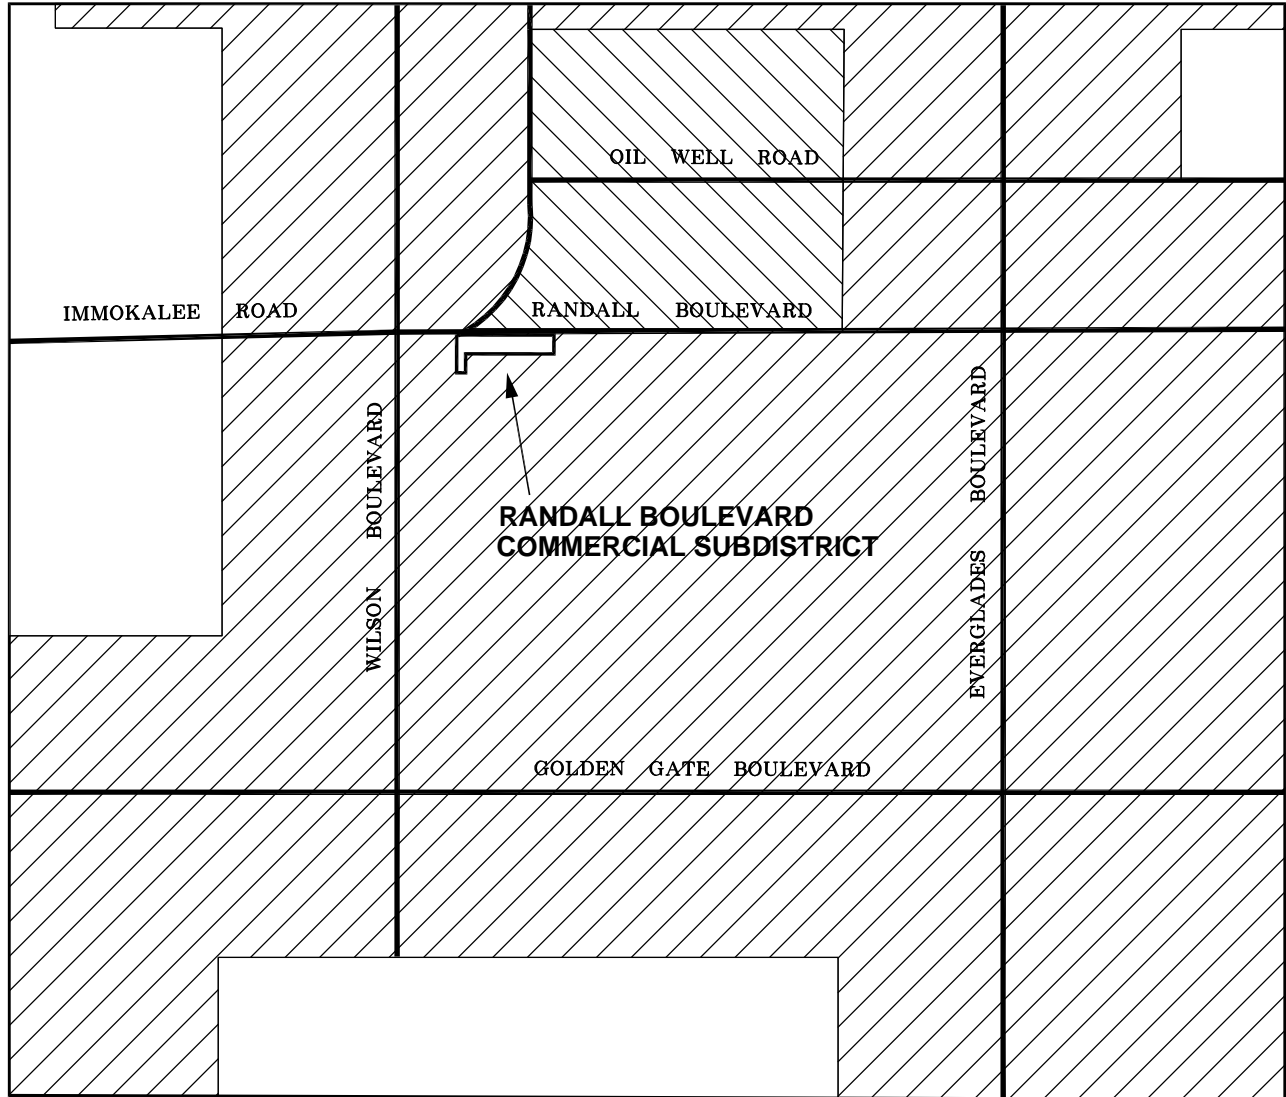 OIL WELL ROAD
IMMOKALEE ROAD
RANDALL BOULEVARD
WILSON BOULEVARD
EVERGLADES BOULEVARD
RANDALL BOULEVARD
COMMERCIAL SUBDISTRICT
GOLDEN GATE BOULEVARD